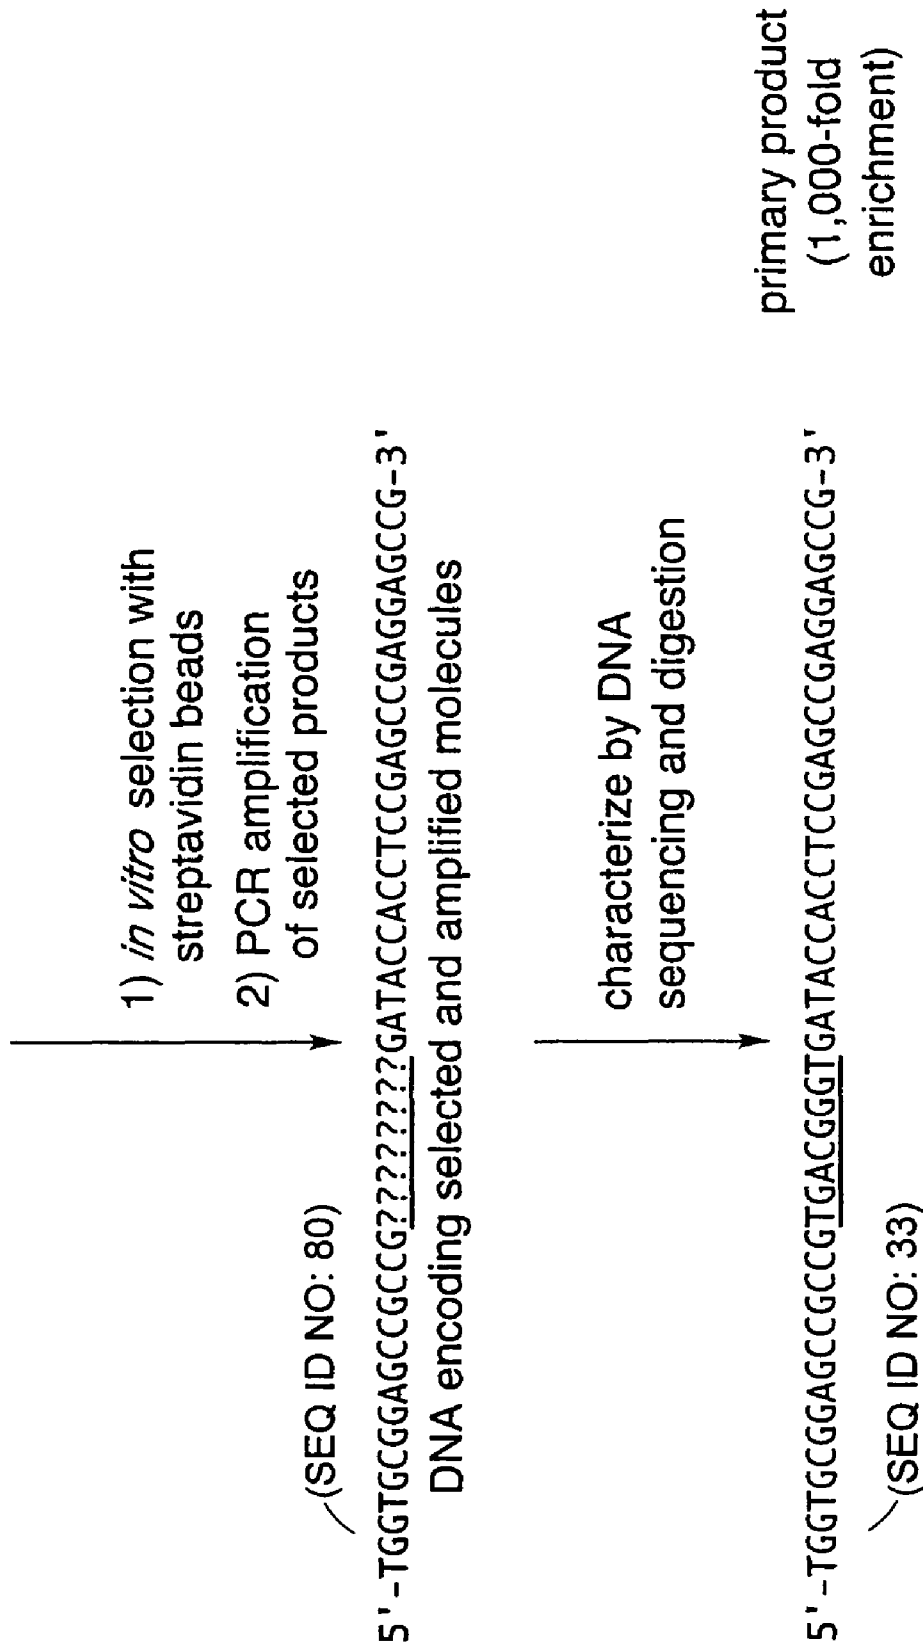 1) in vitro selection with
streptavidin beads
2) PCR amplification
of selected products
(SEQ ID NO: 80)
5'-TGGTGCGGAGCCGCCG????????GATACCACCTCCGAGCCGAGGAGCCG-3'
DNA encoding selected and amplified molecules
characterize by DNA
sequencing and digestion
5'-TGGTGCGGAGCCGCCGTGACGGGTGATACCACCTCCGAGCCGAGGAGCCG-3'
(SEQ ID NO: 33)
primary product
(1,000-fold
enrichment)